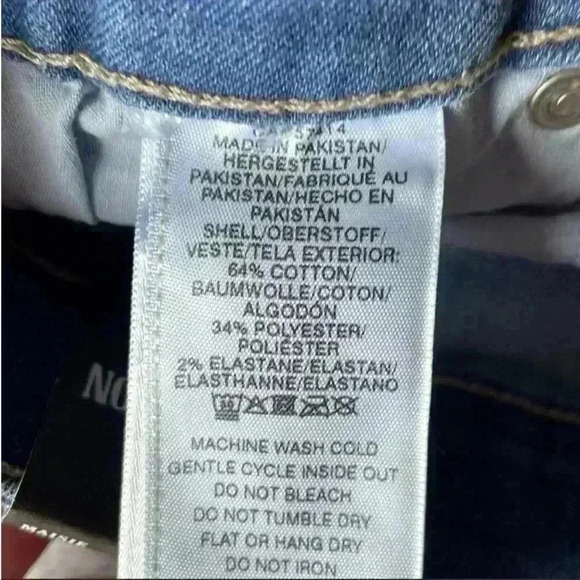 MADE IN PAKISTAN/
HERGESTELLT IN
PAKISTAN/FABRIQUÉ AU
PAKISTAN/HECHO EN
PAKISTÁN
SHELL/OBERSTOFF/
VESTE/TELA EXTERIOR:
64% COTTON/
BAUMWOLLE/COTON/
ALGODÓN
34% POLYESTER/
POLIÉSTER
2% ELASTANE/ELASTAN/
ELASTHANNE/ELASTANO
30
MACHINE WASH COLD
GENTLE CYCLE INSIDE OUT
DO NOT BLEACH
DO NOT TUMBLE DRY
FLAT OR HANG DRY
DO NOT IRON
NO